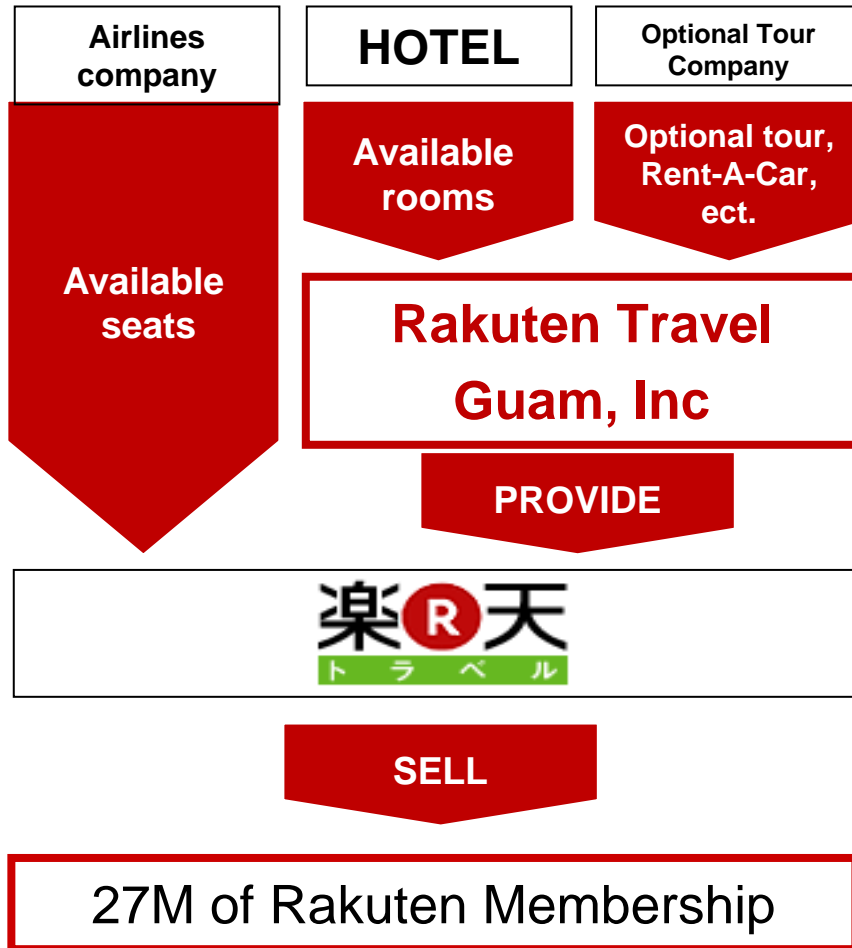 Airlines
company
HOTEL
Optional Tour
Company
Available
seats
Available
rooms
Optional tour,
Rent-A-Car,
ect.
Rakuten Travel
Guam, Inc
PROVIDE
楽R天
トラベル
SELL
27M of Rakuten Membership